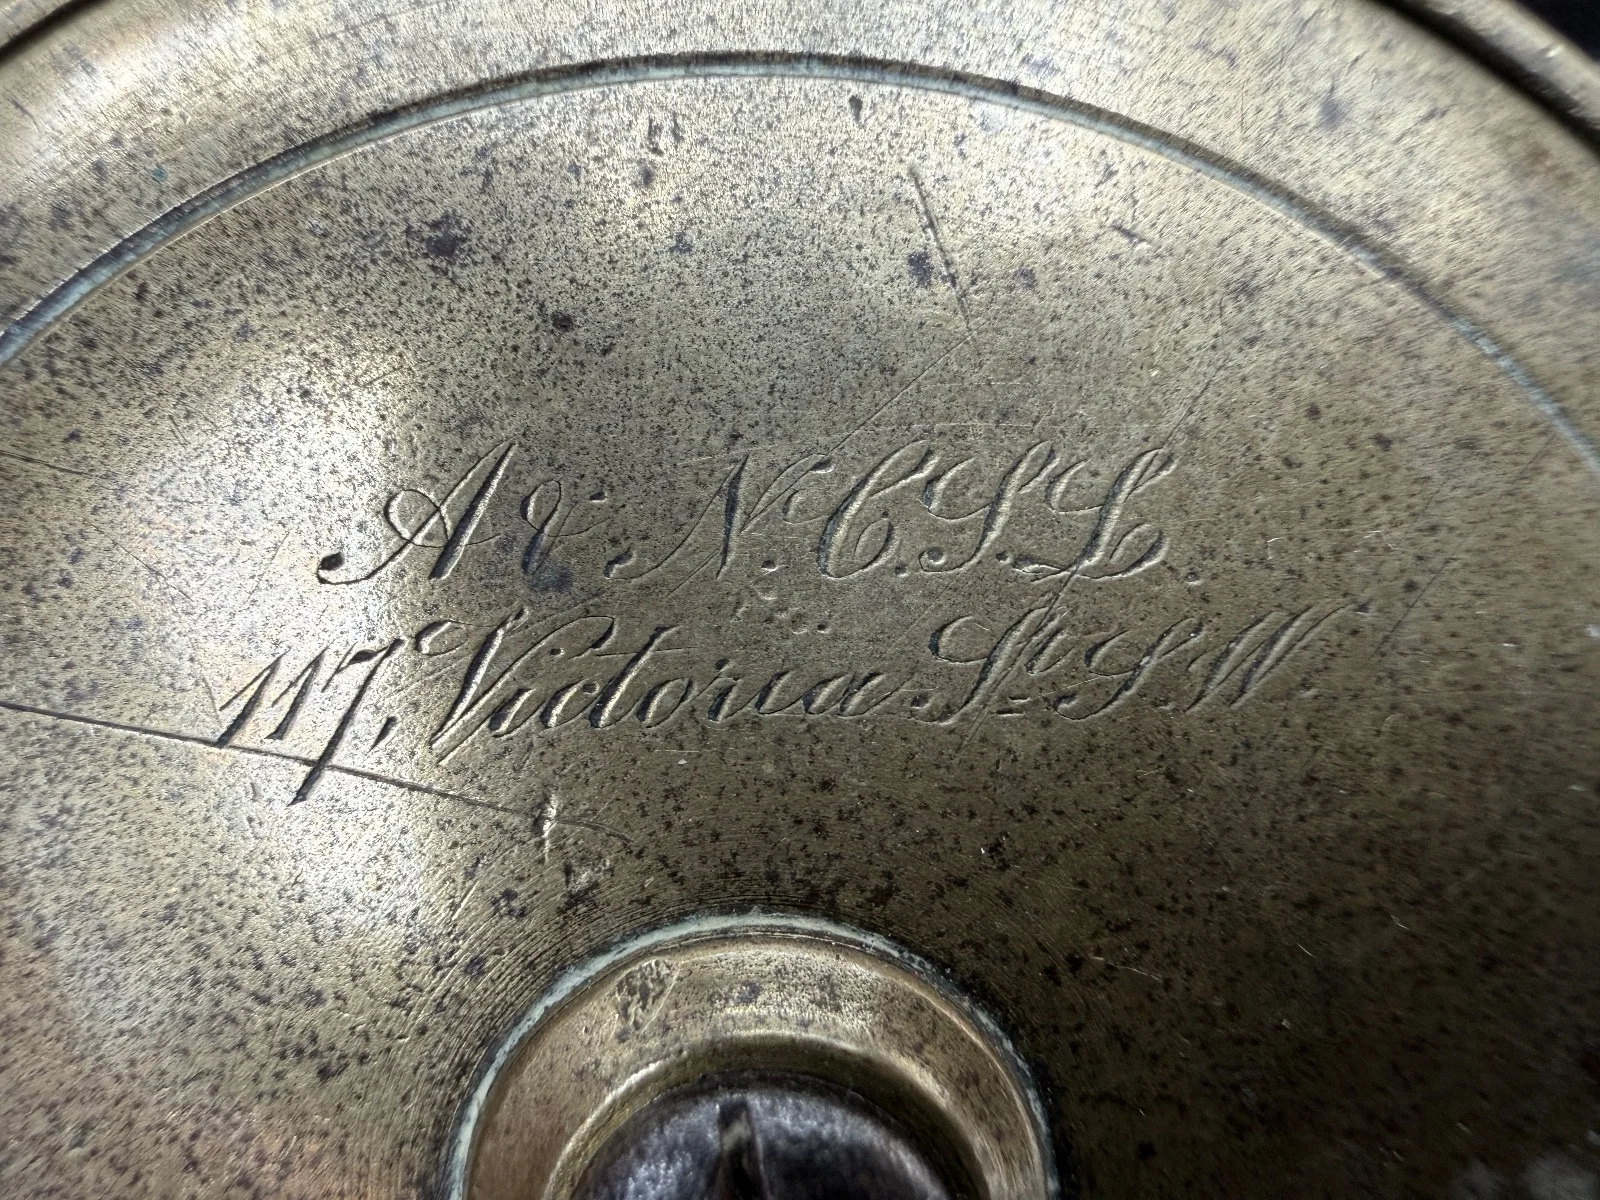 A & N. C. S. L.
117, Victoria St. S.W.